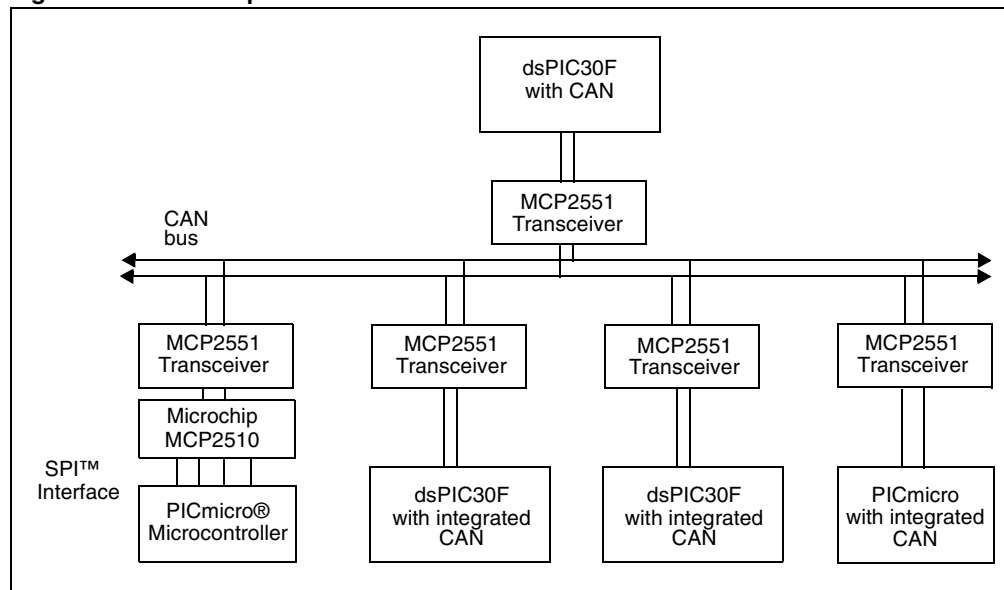 dsPIC30F
with CAN
MCP2551
Transceiver
CAN
bus
MCP2551
Transceiver
MCP2551
Transceiver
MCP2551
Transceiver
MCP2551
Transceiver
Microchip
MCP2510
SPI™
Interface
PICmicro®
Microcontroller
dsPIC30F
with integrated
CAN
dsPIC30F
with integrated
CAN
PICmicro
with integrated
CAN